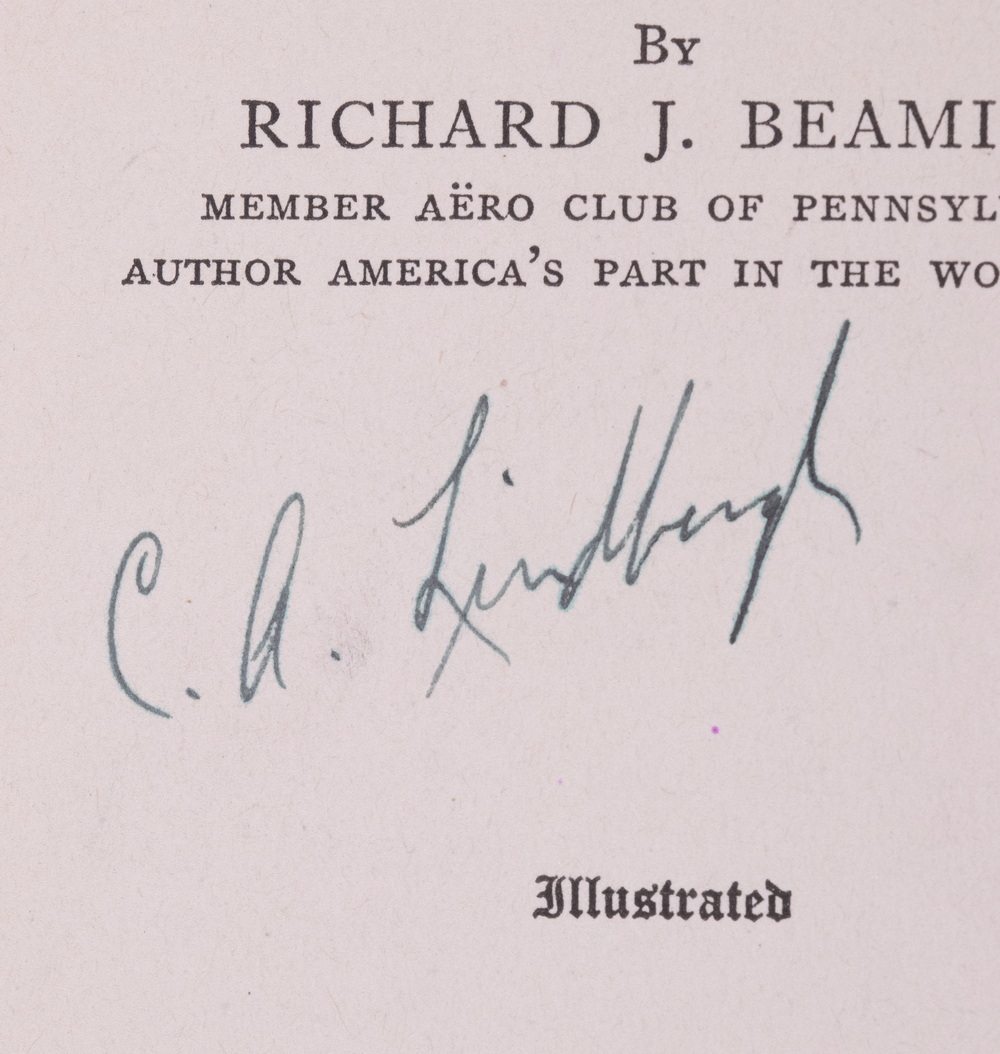 By
RICHARD J. BEAMI
MEMBER AËRO CLUB OF PENNSYL
AUTHOR AMERICA'S PART IN THE WO
C. A. Lindbergh
Illustrated